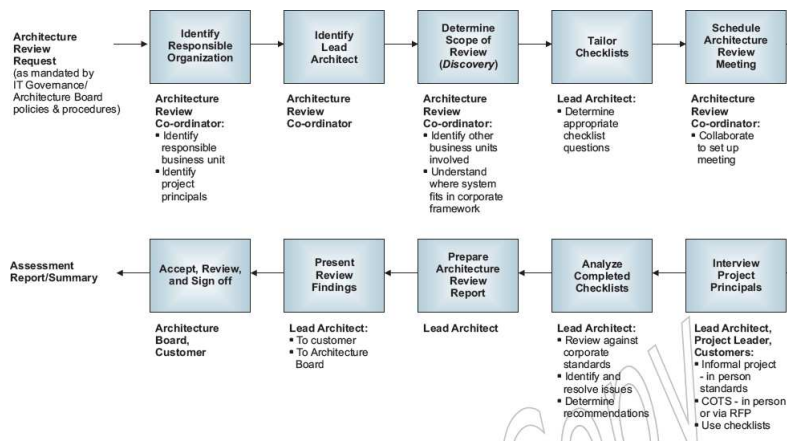 Architecture
Review
Request
(as mandated by
IT Governance/
Architecture Board
policies & procedures)
Identify
Responsible
Organization
Architecture
Review
Co-ordinator:
▪ Identify
responsible
business unit
▪ Identify
project
principals
Identify
Lead
Architect
Architecture
Review
Co-ordinator
Determine
Scope of
Review
(Discovery)
Architecture
Review
Co-ordinator:
▪ Identify other
business units
involved
▪ Understand
where system
fits in corporate
framework
Tailor
Checklists
Lead Architect:
▪ Determine
appropriate
checklist
questions
Schedule
Architecture
Review
Meeting
Architecture
Review
Co-ordinator:
▪ Collaborate
to set up
meeting
Assessment
Report/Summary
Accept, Review,
and Sign off
Architecture
Board,
Customer
Present
Review
Findings
Lead Architect:
▪ To customer
▪ To Architecture
Board
Prepare
Architecture
Review
Report
Lead Architect
Analyze
Completed
Checklists
Lead Architect:
▪ Review against
corporate
standards
▪ Identify and
resolve issues
▪ Determine
recommendations
Interview
Project
Principals
Lead Architect,
Project Leader,
Customers:
▪ Informal project
- in person
standards
▪ COTS - in person
or via RFP
▪ Use checklists
Copy